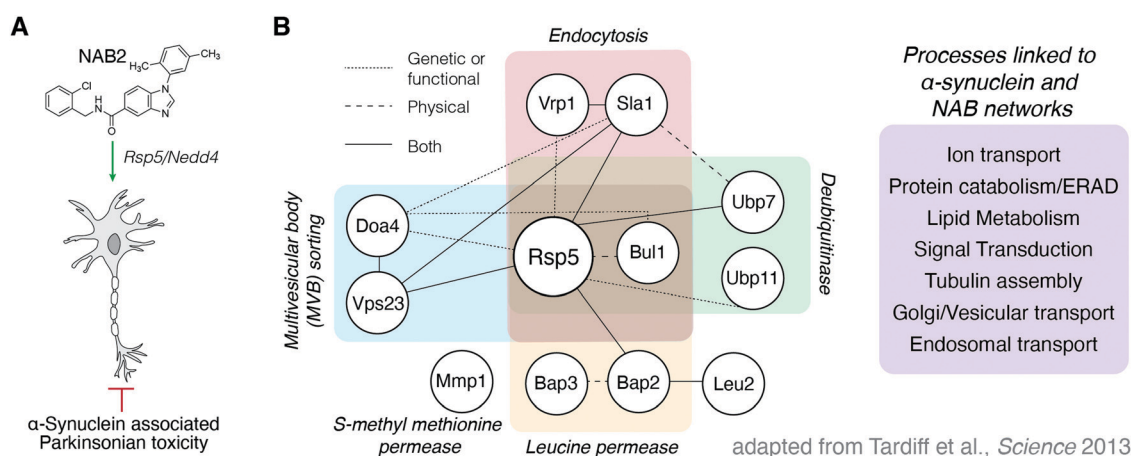 A
NAB2
H₃C
CH₃
Cl
N
N
NH
O
Rsp5/Nedd4
α-Synuclein associated
Parkinsonian toxicity
B
Genetic or
functional
Physical
Both
Endocytosis
Vrp1
Sla1
Multivesicular body
(MVB) sorting
Doa4
Vps23
Rsp5
Bul1
Ubp7
Ubp11
Deubiquitinase
Mmp1
Bap3
Bap2
Leu2
S-methyl methionine
permease
Leucine permease
Processes linked to
α-synuclein and
NAB networks
Ion transport
Protein catabolism/ERAD
Lipid Metabolism
Signal Transduction
Tubulin assembly
Golgi/Vesicular transport
Endosomal transport
adapted from Tardiff et al., Science 2013